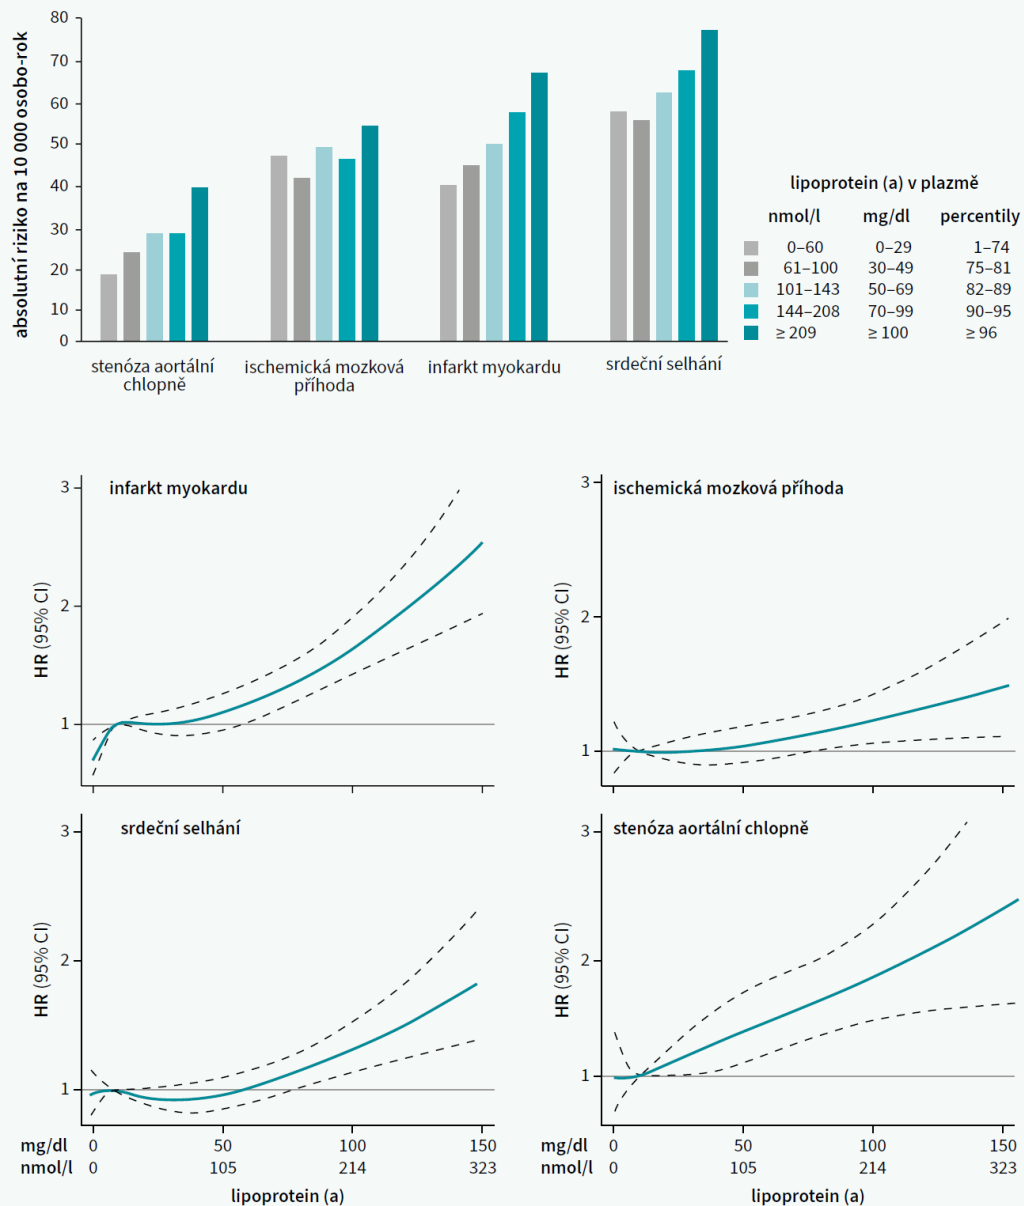 absolutní riziko na 10 000 osobo-rok
80
70
60
50
40
30
20
10
0
stenóza aortální
chlopně
ischemická mozková
příhoda
infarkt myokardu
srdeční selhání
lipoprotein (a) v plazmě
nmol/l mg/dl percentily
0–60 0–29 1–74
61–100 30–49 75–81
101–143 50–69 82–89
144–208 70–99 90–95
≥ 209 ≥ 100 ≥ 96
infarkt myokardu
HR (95% CI)
3
2
1
ischemická mozková příhoda
HR (95% CI)
3
2
1
srdeční selhání
HR (95% CI)
3
2
1
mg/dl 0 50 100 150
nmol/l 0 105 214 323
lipoprotein (a)
stenóza aortální chlopně
HR (95% CI)
3
2
1
mg/dl 0 50 100 150
nmol/l 0 105 214 323
lipoprotein (a)